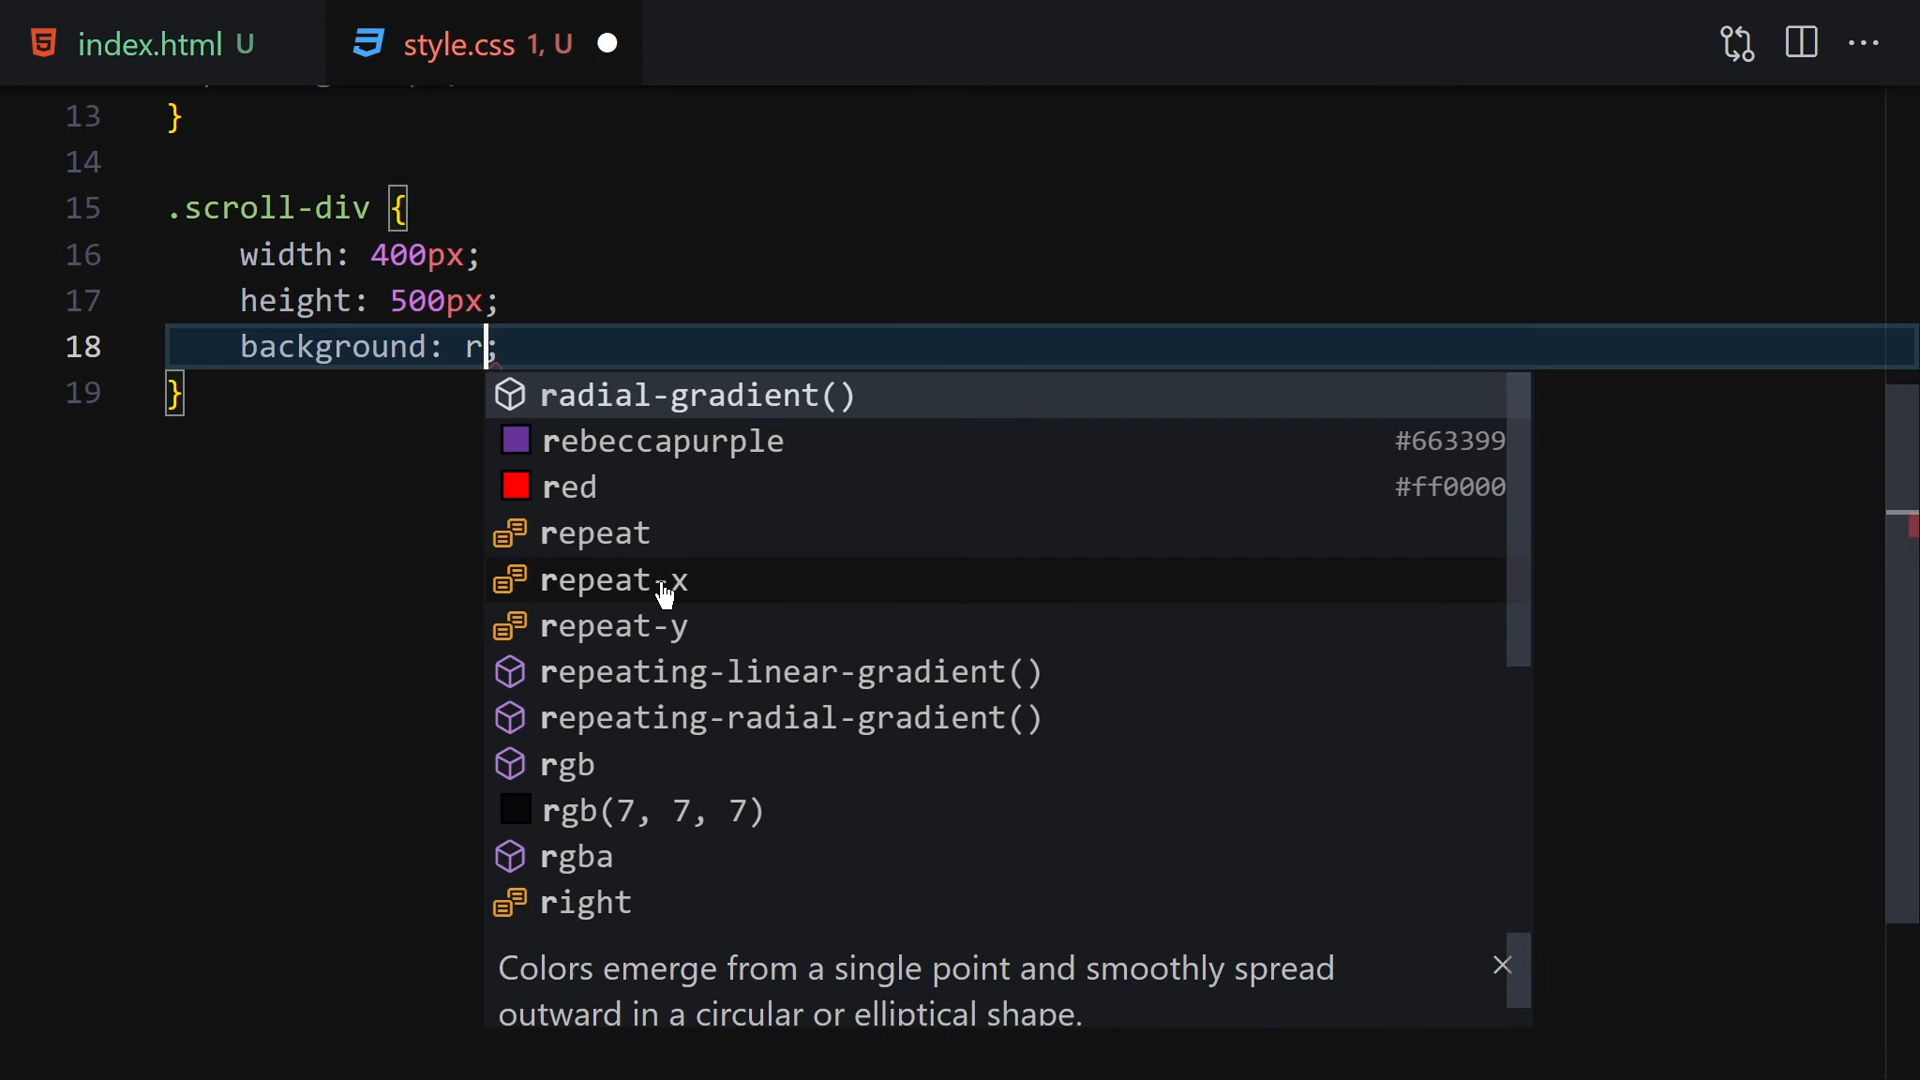 index.html U
style.css 1, U
13 }
14
15 .scroll-div {
16 width: 400px;
17 height: 500px;
18 background: r;
19 }
radial-gradient()
rebeccapurple #663399
red #ff0000
repeat
repeat-x
repeat-y
repeating-linear-gradient()
repeating-radial-gradient()
rgb
rgb(7, 7, 7)
rgba
right
Colors emerge from a single point and smoothly spread
outward in a circular or elliptical shape.